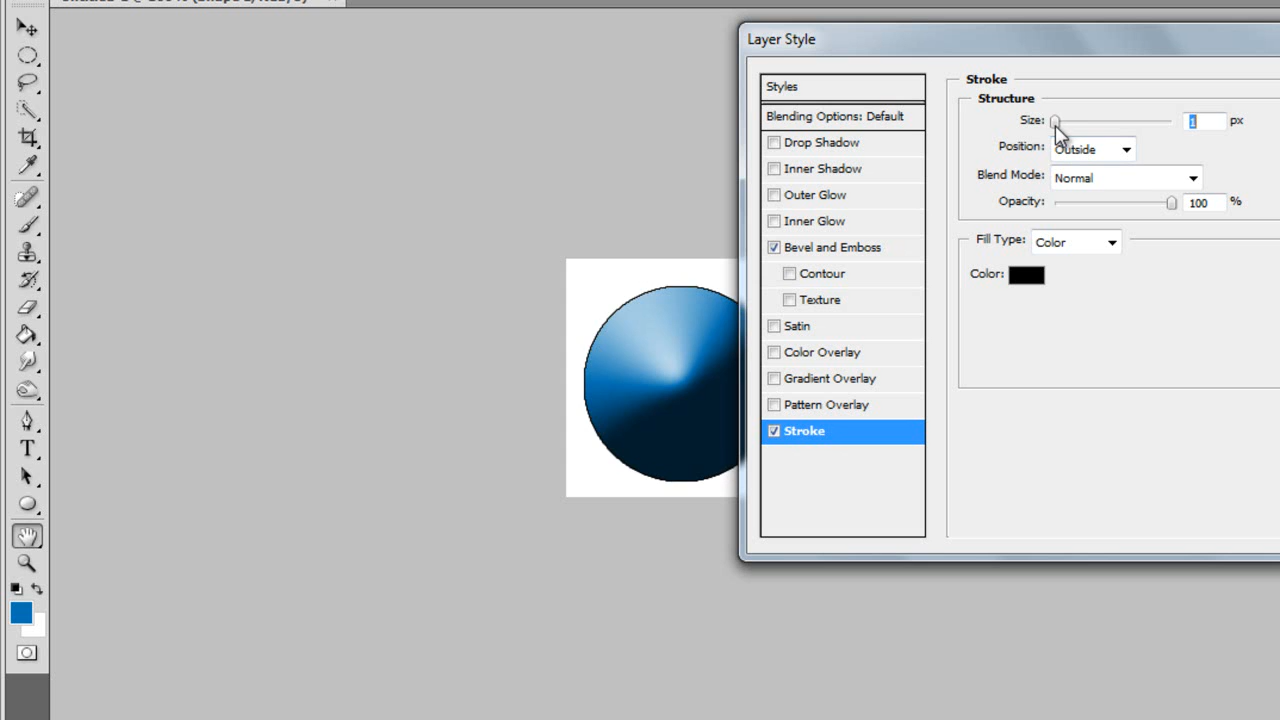 Layer Style
Styles
Blending Options: Default
Drop Shadow
Inner Shadow
Outer Glow
Inner Glow
Bevel and Emboss
Contour
Texture
Satin
Color Overlay
Gradient Overlay
Pattern Overlay
Stroke
Stroke
Structure
Size: 1 px
Position: Outside
Blend Mode: Normal
Opacity: 100 %
Fill Type: Color
Color:
T